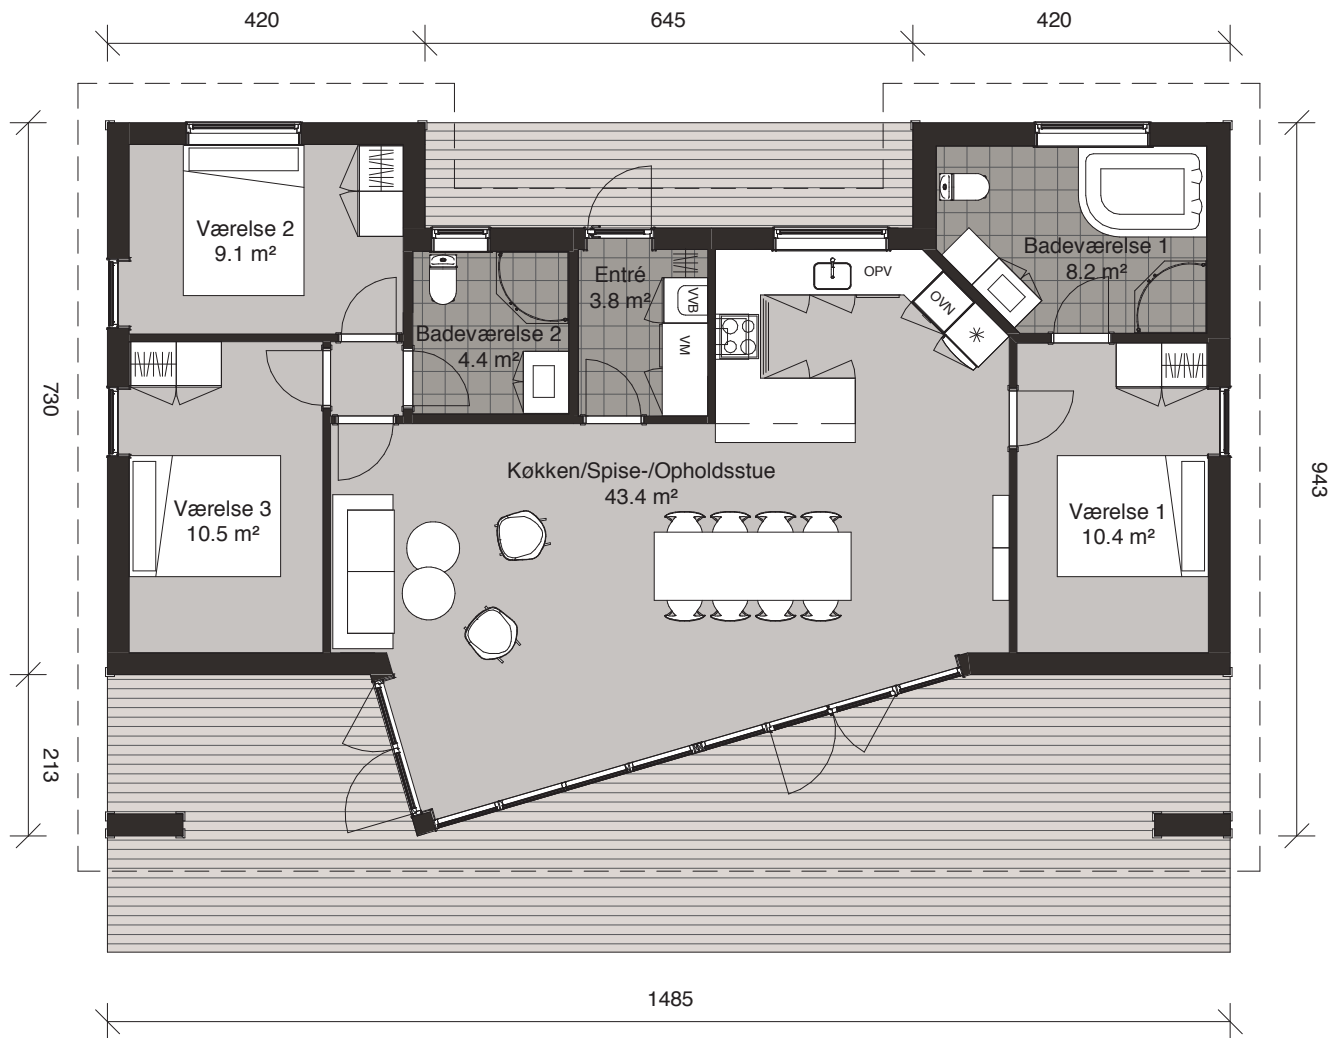 420
645
420
Værelse 2
9.1 m²
Badeværelse 1
8.2 m²
Entré
3.8 m²
OPV
OVN
VVB
VM
Badeværelse 2
4.4 m²
730
943
Køkken/Spise-/Opholdsstue
43.4 m²
Værelse 3
10.5 m²
Værelse 1
10.4 m²
213
1485